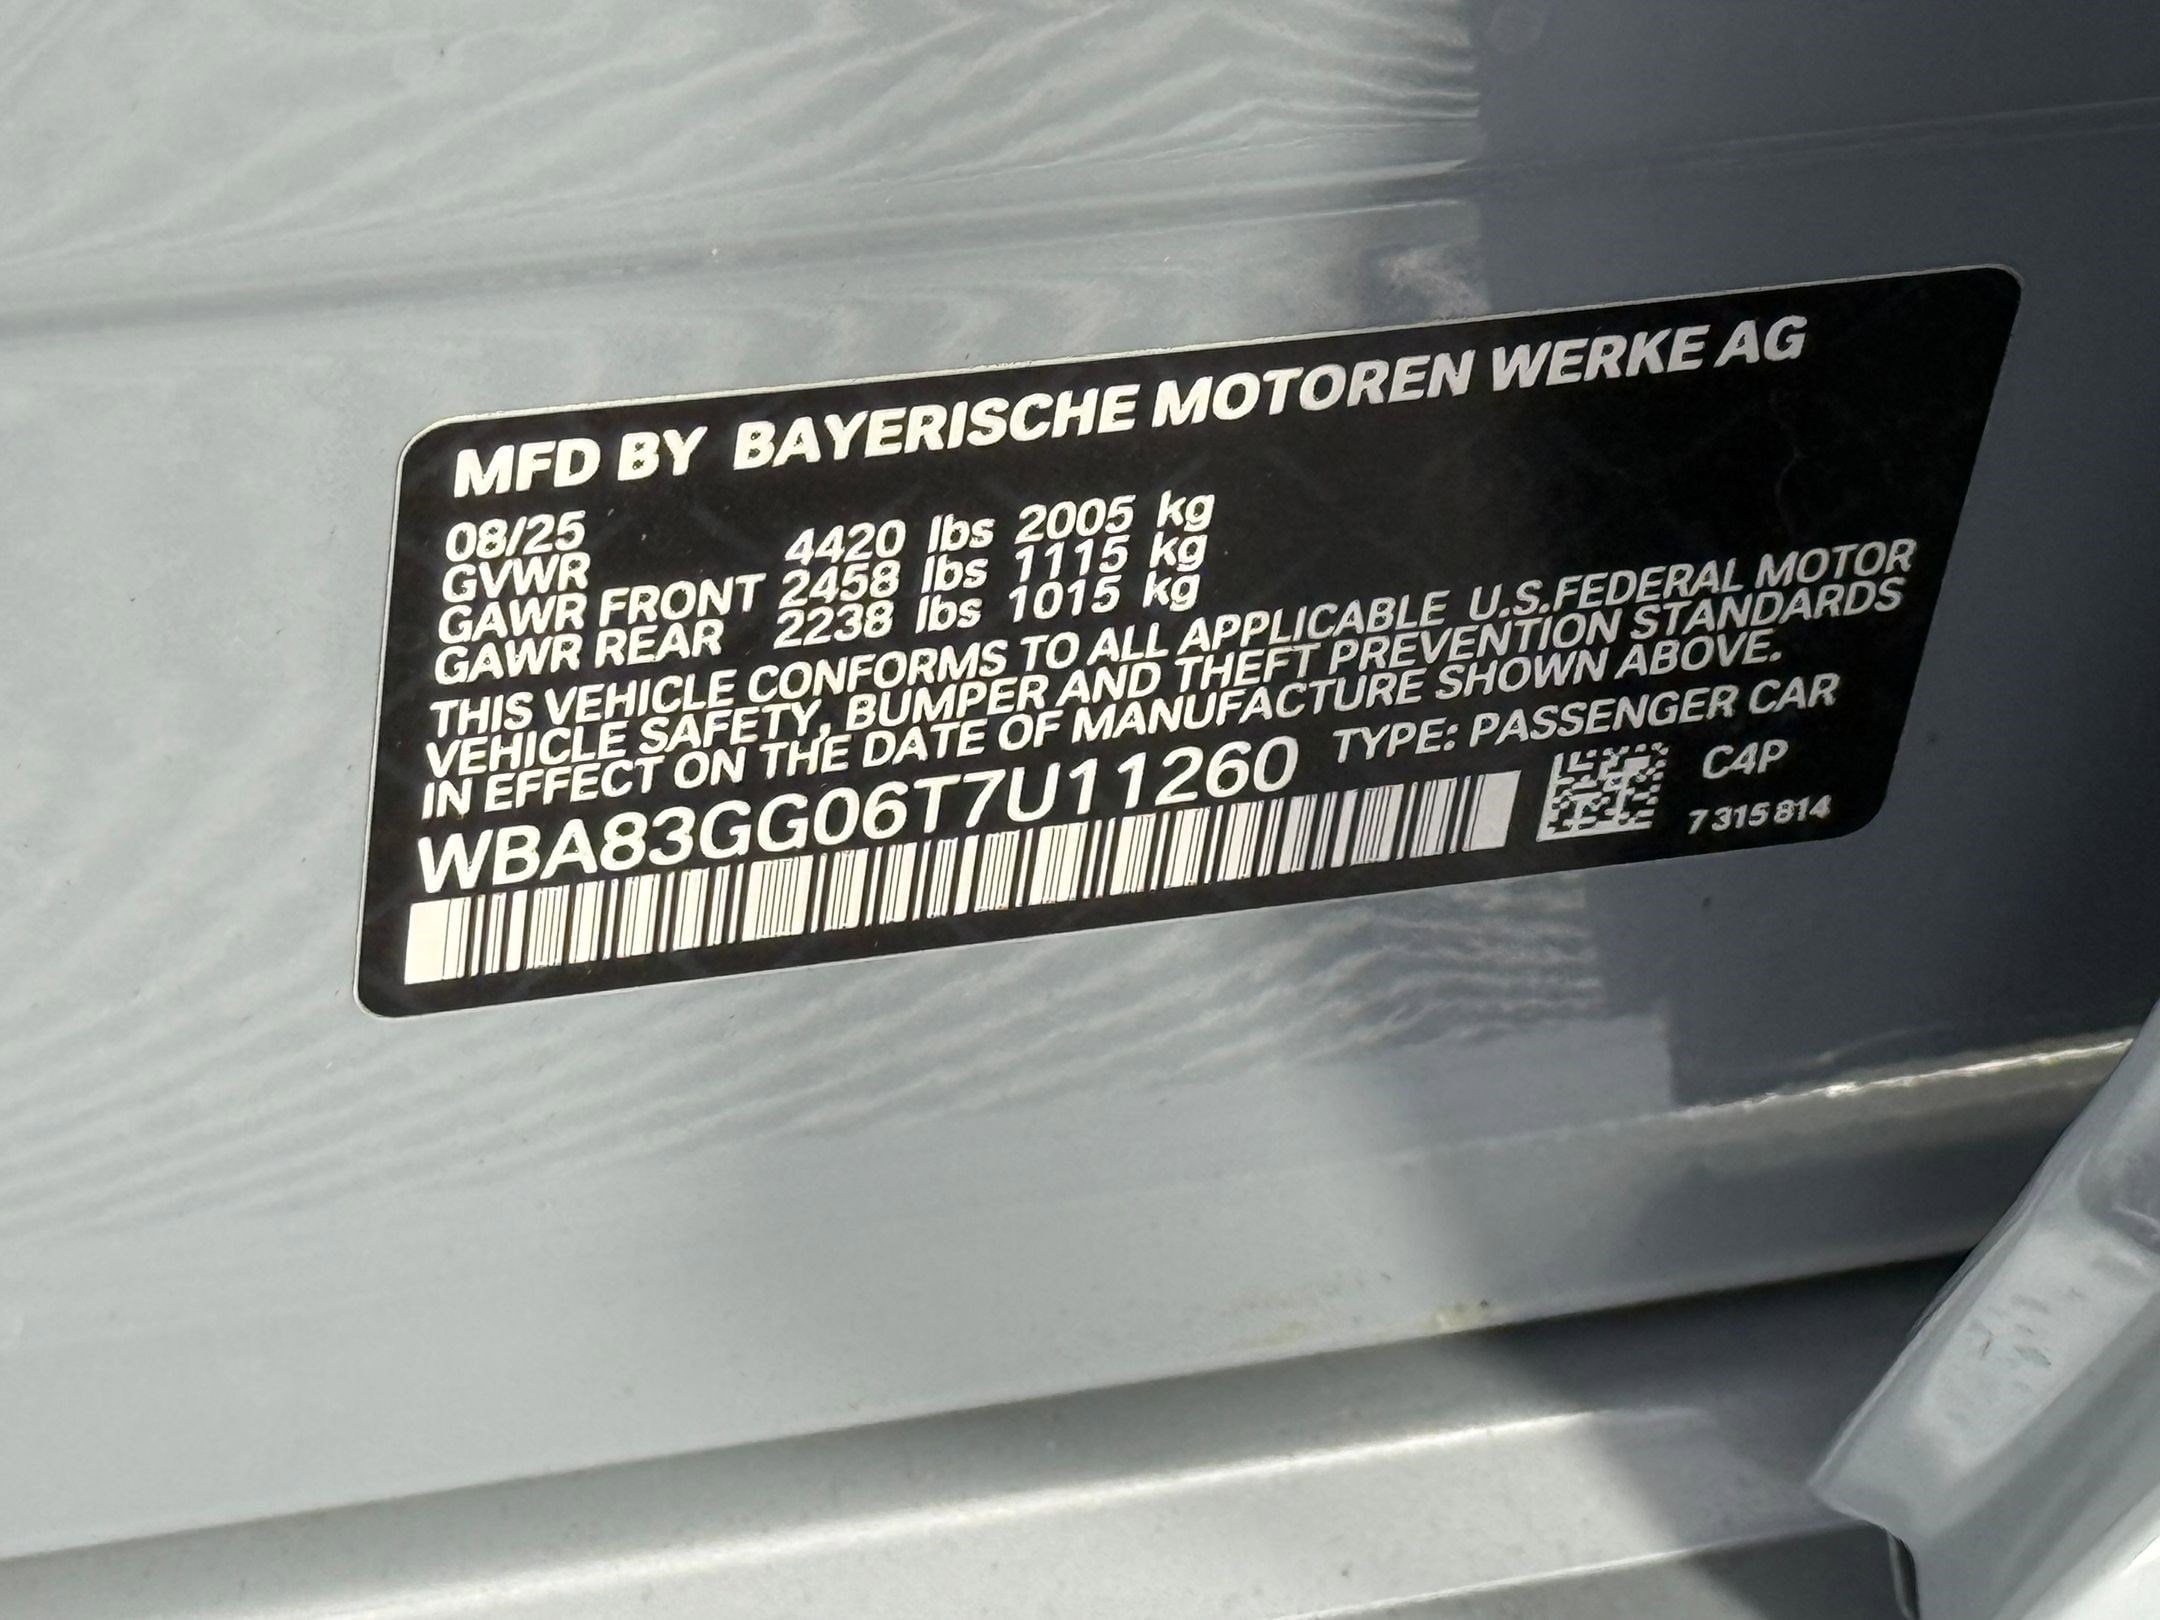 MFD BY BAYERISCHE MOTOREN WERKE AG
08/25
GVWR 4420 lbs 2005 kg
GAWR FRONT 2458 lbs 1115 kg
GAWR REAR 2238 lbs 1015 kg
THIS VEHICLE CONFORMS TO ALL APPLICABLE U.S.FEDERAL MOTOR
VEHICLE SAFETY, BUMPER AND THEFT PREVENTION STANDARDS
IN EFFECT ON THE DATE OF MANUFACTURE SHOWN ABOVE.
WBA83GG06T7U11260 TYPE: PASSENGER CAR
C4P
7 315 814